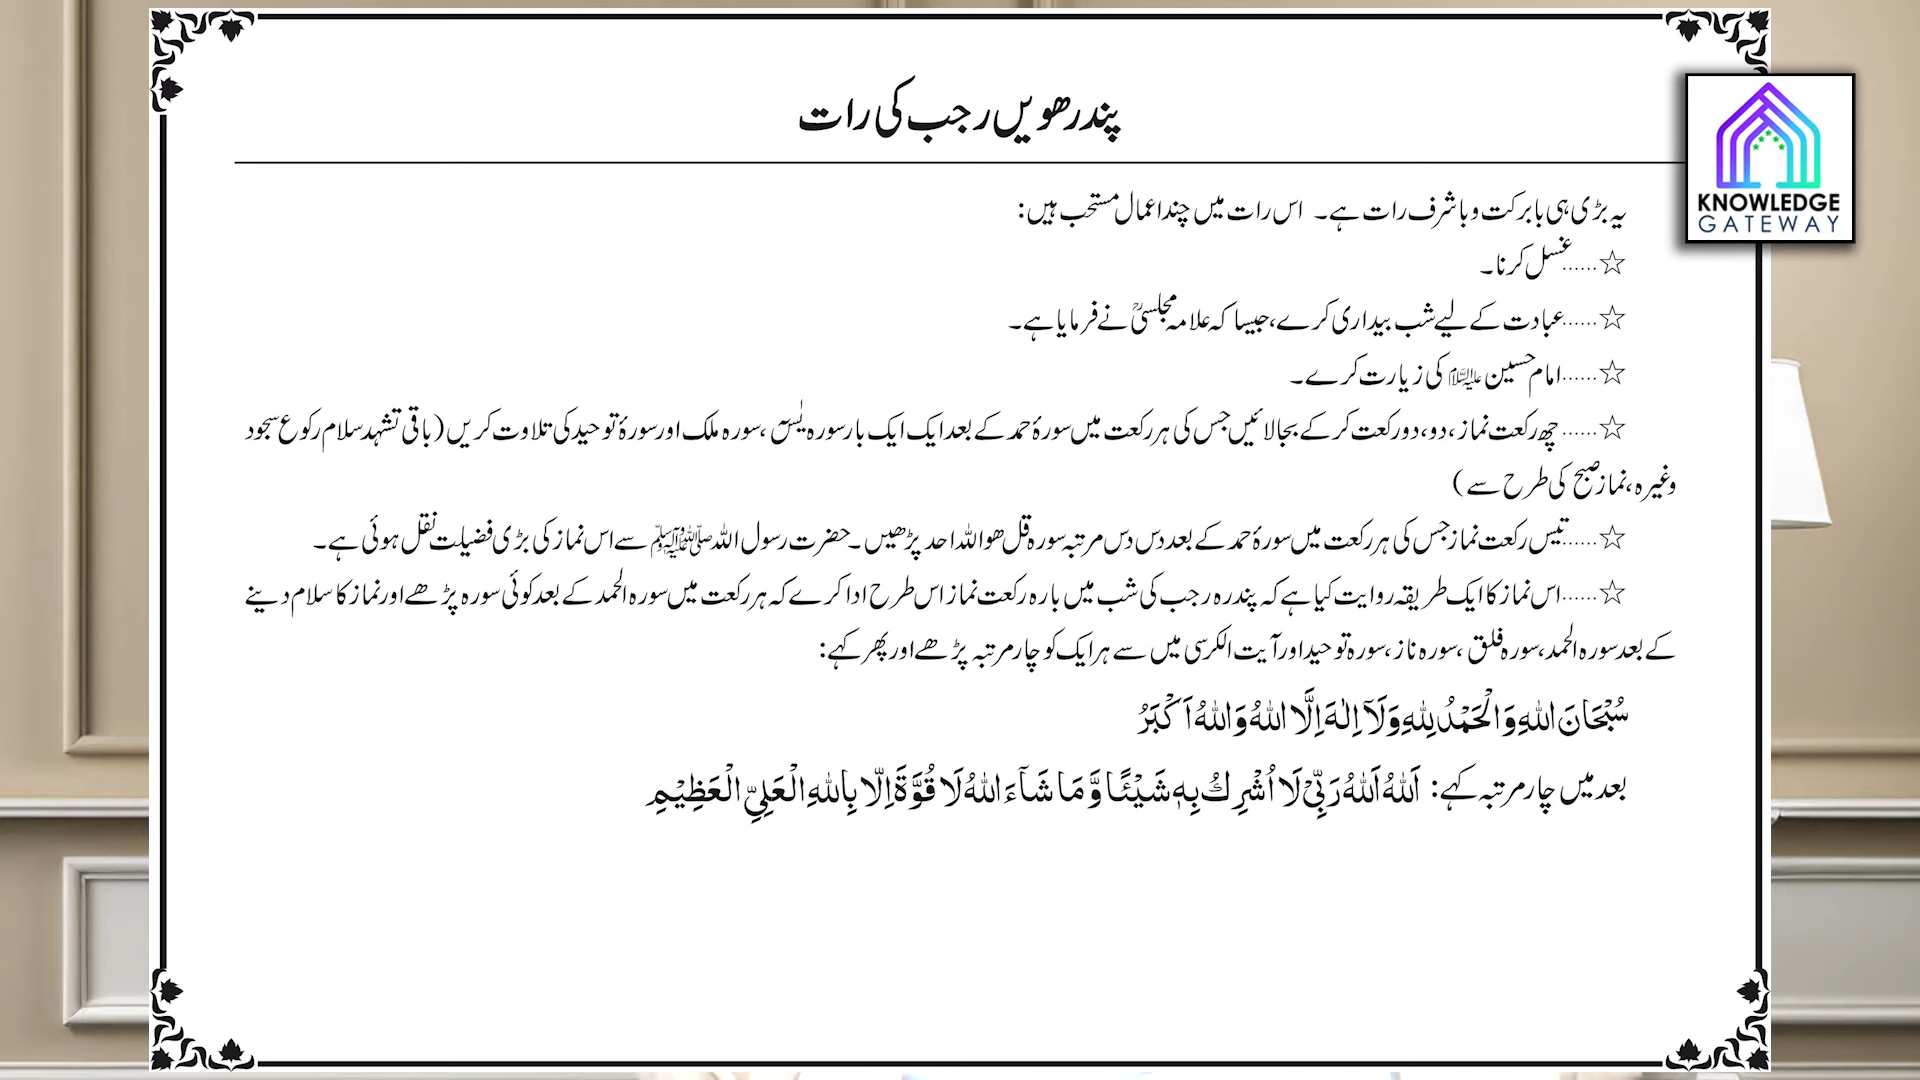 پندرھویں رجب کی رات
KNOWLEDGE
GATEWAY
یہ بڑی ہی بابرکت و باشرف رات ہے۔ اس رات میں چند اعمال مستحب ہیں:
☆......غسل کرنا۔
☆......عبادت کے لیے شب بیداری کرے، جیسا کہ علامہ مجلسیؒ نے فرمایا ہے۔
☆......امام حسین علیہ السلام کی زیارت کرے۔
☆......چھ رکعت نماز، دو، دو رکعت کر کے بجالائیں جس کی ہر رکعت میں سورۂ حمد کے بعد ایک ایک بار سورہ یٰسٓ، سورہ ملک اور سورۂ توحید کی تلاوت کریں (باقی تشہد سلام رکوع سجود
وغیرہ، نماز صبح کی طرح سے)
☆......تیس رکعت نماز جس کی ہر رکعت میں سورۂ حمد کے بعد دس دس مرتبہ سورہ قل ھو اللہ احد پڑھیں۔ حضرت رسول اللہ ﷺ سے اس نماز کی بڑی فضیلت نقل ہوئی ہے۔
☆......اس نماز کا ایک طریقہ روایت کیا ہے کہ پندرہ رجب کی شب میں بارہ رکعت نماز اس طرح ادا کرے کہ ہر رکعت میں سورہ الحمد کے بعد کوئی سورہ پڑھے اور نماز کا سلام دینے
کے بعد سورہ الحمد، سورہ فلق، سورہ ناز، سورہ توحید اور آیت الکرسی میں سے ہر ایک کو چار مرتبہ پڑھے اور پھر کہے:
سُبْحَانَ اللهِ وَالْحَمْدُ لِلهِ وَلَآ اِلٰهَ اِلَّا اللهُ وَاللهُ اَكْبَرُ
بعد میں چار مرتبہ کہے: اَللهُ اَللهُ رَبِّيْ لَا اُشْرِكُ بِهٖ شَيْئًا وَّمَا شَآءَ اللهُ لَا قُوَّةَ اِلَّا بِاللهِ الْعَلِيِّ الْعَظِيْمِ